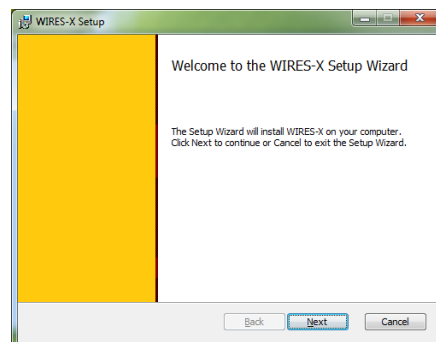 WIRES-X Setup
Welcome to the WIRES-X Setup Wizard
The Setup Wizard will install WIRES-X on your computer.
Click Next to continue or Cancel to exit the Setup Wizard.
Back Next Cancel